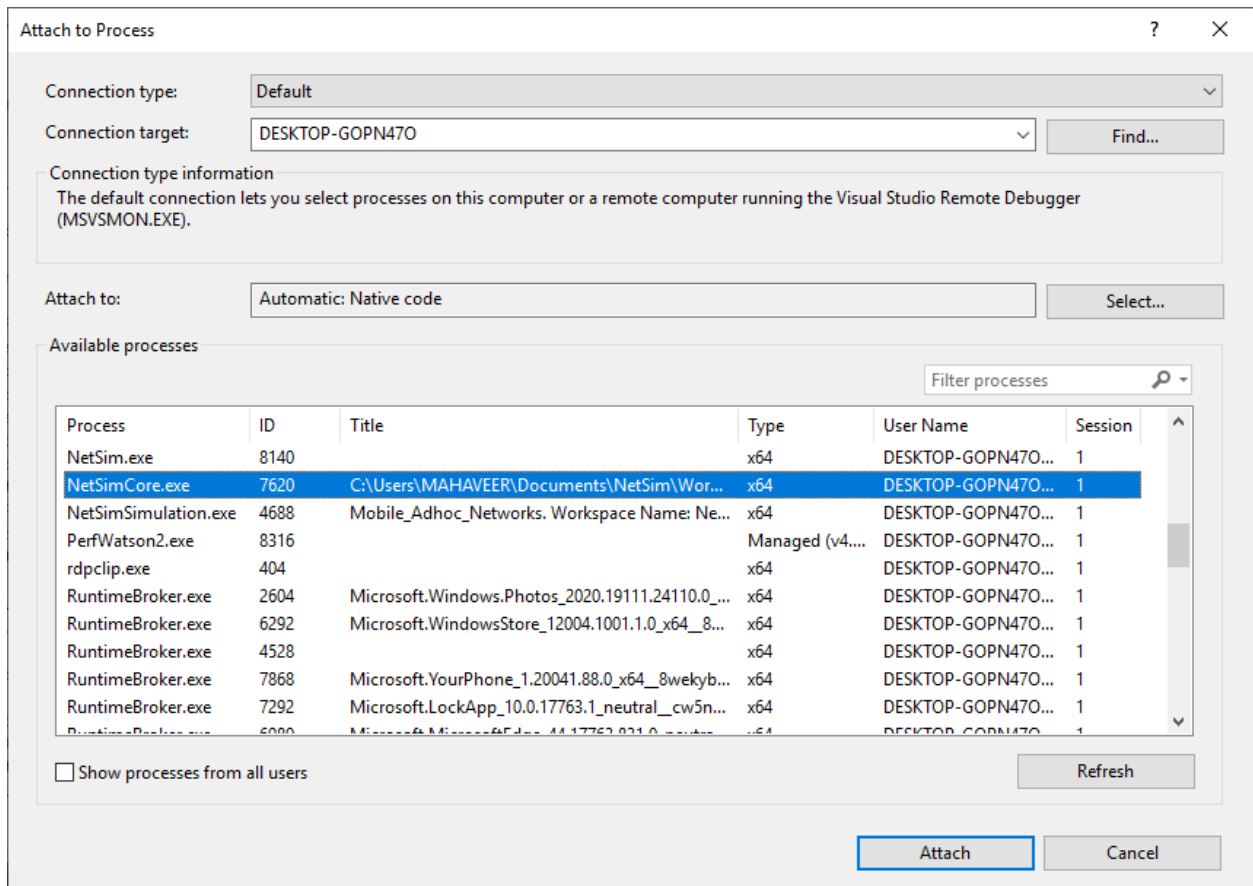 Attach to Process
?
Connection type:
Default
Connection target:
DESKTOP-GOPN47O
Find...
Connection type information
The default connection lets you select processes on this computer or a remote computer running the Visual Studio Remote Debugger
(MSVSMON.EXE).
Attach to:
Automatic: Native code
Select...
Available processes
Filter processes
Process ID Title Type User Name Session
NetSim.exe 8140 x64 DESKTOP-GOPN47O... 1
NetSimCore.exe 7620 C:\Users\MAHAVEER\Documents\NetSim\Wor... x64 DESKTOP-GOPN47O... 1
NetSimSimulation.exe 4688 Mobile_Adhoc_Networks. Workspace Name: Ne... x64 DESKTOP-GOPN47O... 1
PerfWatson2.exe 8316 Managed (v4.... DESKTOP-GOPN47O... 1
rdpclip.exe 404 x64 DESKTOP-GOPN47O... 1
RuntimeBroker.exe 2604 Microsoft.Windows.Photos_2020.19111.24110.0_... x64 DESKTOP-GOPN47O... 1
RuntimeBroker.exe 6292 Microsoft.WindowsStore_12004.1001.1.0_x64__8... x64 DESKTOP-GOPN47O... 1
RuntimeBroker.exe 4528 x64 DESKTOP-GOPN47O... 1
RuntimeBroker.exe 7868 Microsoft.YourPhone_1.20041.88.0_x64__8wekyb... x64 DESKTOP-GOPN47O... 1
RuntimeBroker.exe 7292 Microsoft.LockApp_10.0.17763.1_neutral__cw5n... x64 DESKTOP-GOPN47O... 1
Show processes from all users
Refresh
Attach
Cancel